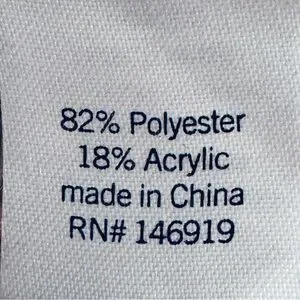 82% Polyester
18% Acrylic
made in China
RN# 146919